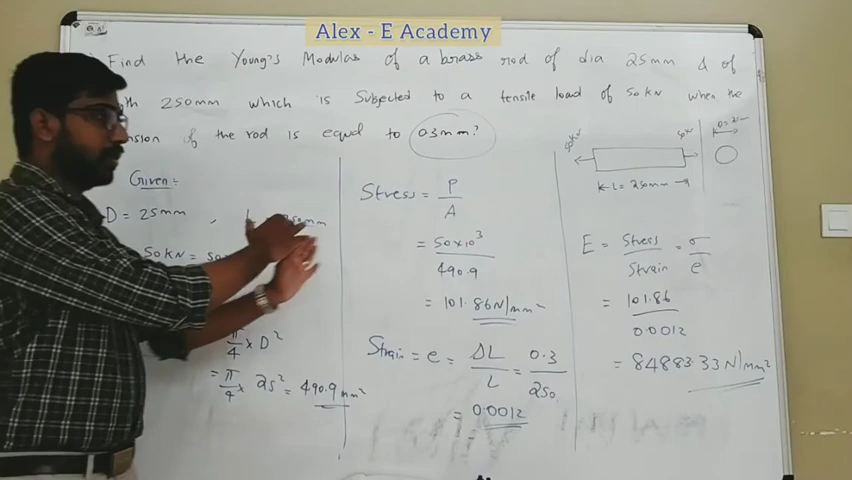 Alex - E Academy
Find the Young's Modulas of a brass rod of dia 25mm & of
250mm which is Subjected to a tensile load of 50KN when the
of the rod is equal to 0.3mm?
Given:-
D = 25mm ,
50KN =
π/4 x D²
= π/4 x 25² = 490.9 mm²
Stress = P/A
= 50x10³/490.9
= 101.86 N/mm²
Strain = e = ΔL/L = 0.3/250
= 0.0012
L = 250mm
E = Stress/Strain = σ/e
= 101.86/0.0012
= 84883.33 N/mm²